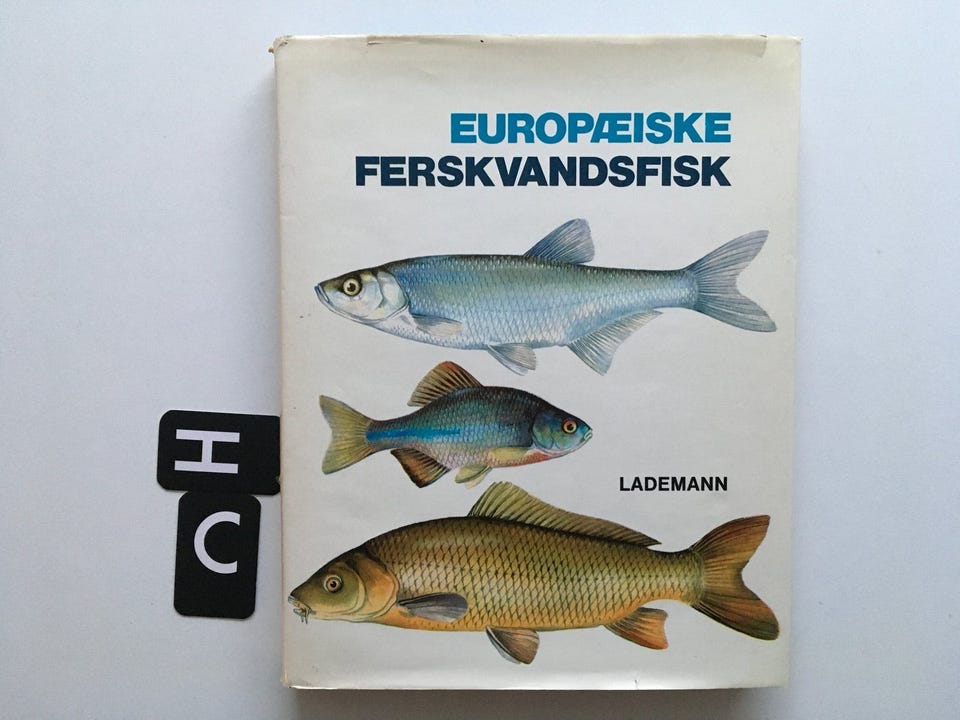 EUROPÆISKE
FERSKVANDSFISK
LADEMANN
H
C